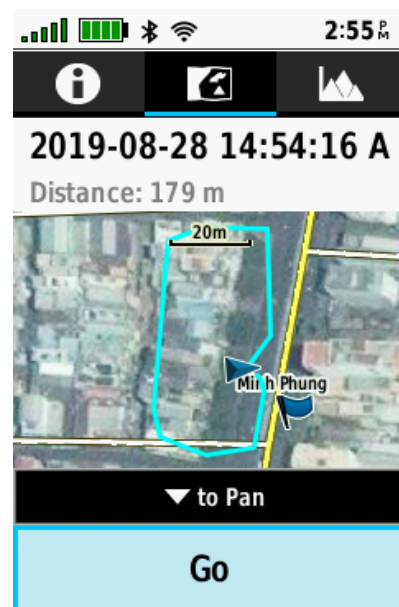 2:55 PM
2019-08-28 14:54:16 A
Distance: 179 m
20m
Minh Phung
to Pan
Go